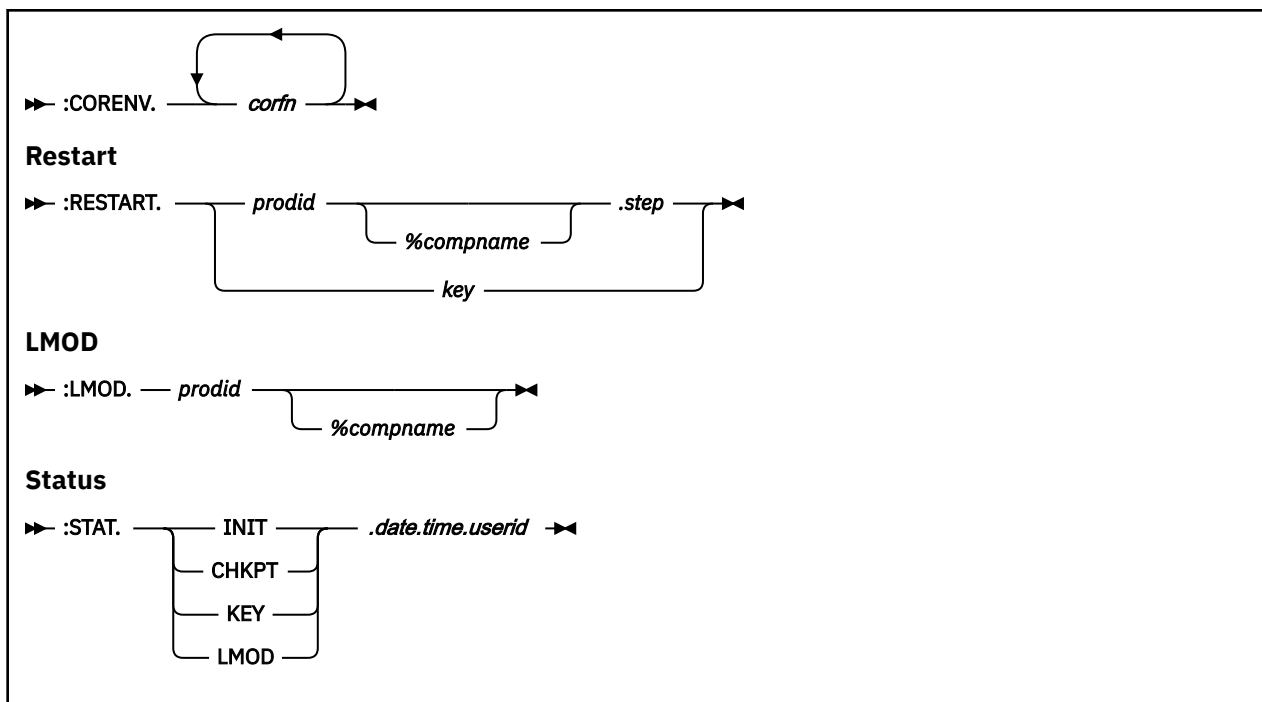 :CORENV. corfn
Restart
:RESTART. prodid .step
%compname
key
LMOD
:LMOD. prodid
%compname
Status
:STAT. INIT .date.time.userid
CHKPT
KEY
LMOD